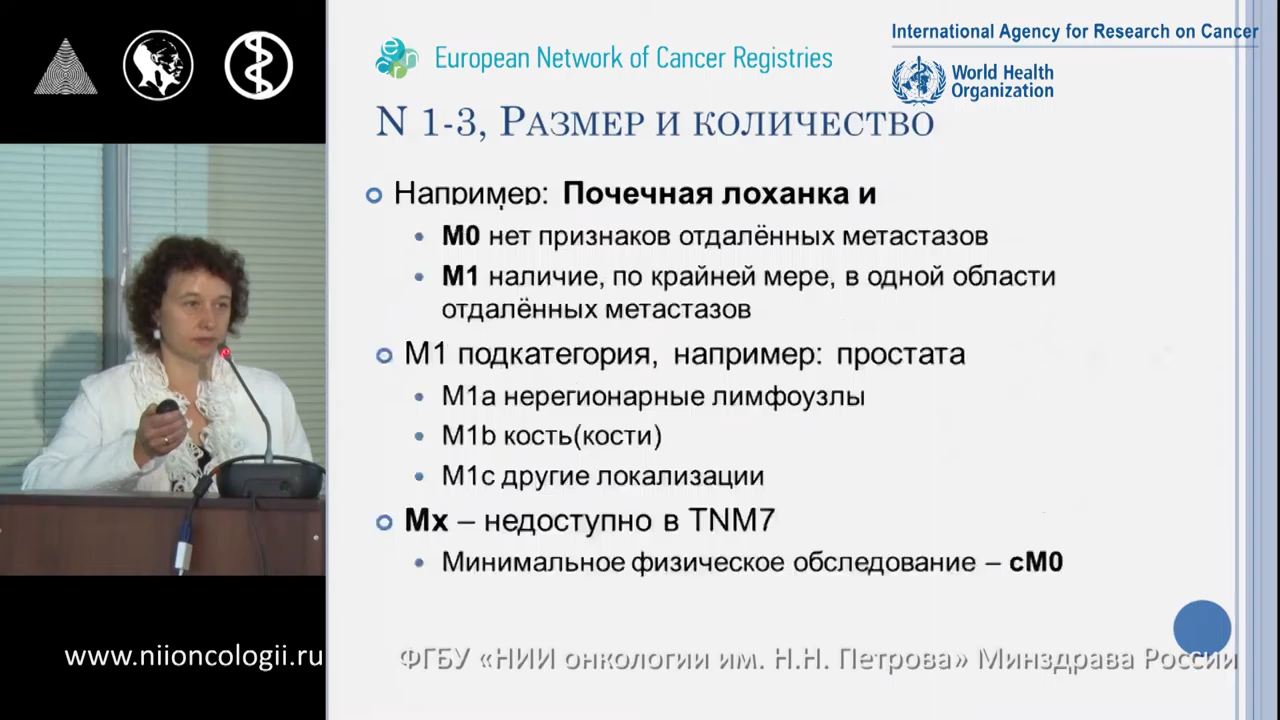 European Network of Cancer Registries
International Agency for Research on Cancer
World Health
Organization
N 1-3, Размер и количество
Например: Почечная лоханка и
M0 нет признаков отдалённых метастазов
M1 наличие, по крайней мере, в одной области
отдалённых метастазов
M1 подкатегория, например: простата
M1a нерегионарные лимфоузлы
M1b кость(кости)
M1c другие локализации
Mx – недоступно в TNM7
Минимальное физическое обследование – cM0
www.niioncologii.ru
ФГБУ «НИИ онкологии им. Н.Н. Петрова» Минздрава России